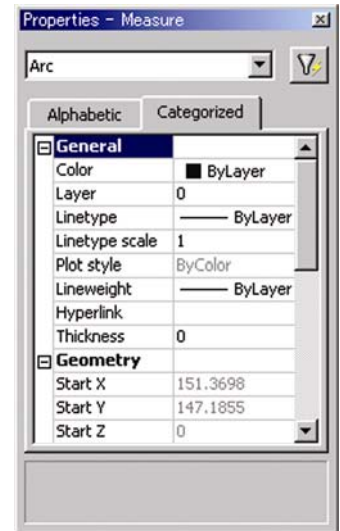 Properties - Measure
Arc
Alphabetic Categorized
General
Color ByLayer
Layer 0
Linetype ByLayer
Linetype scale 1
Plot style ByColor
Lineweight ByLayer
Hyperlink
Thickness 0
Geometry
Start X 151.3698
Start Y 147.1855
Start Z 0